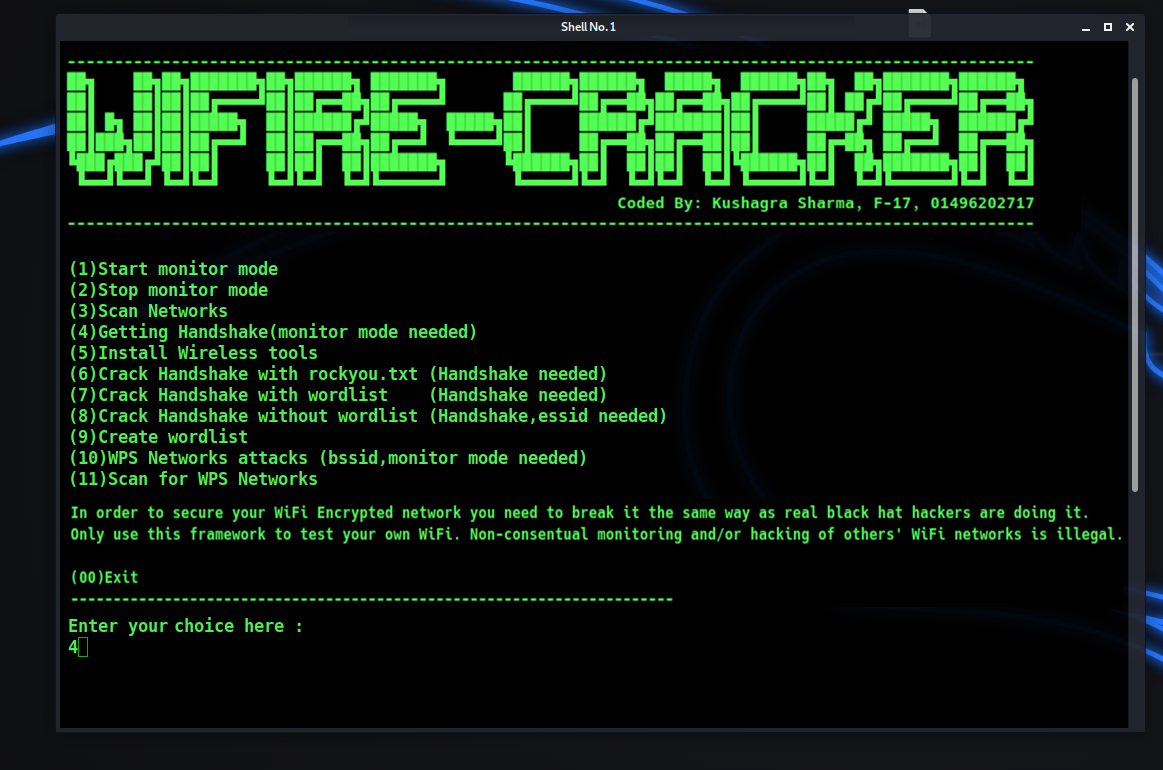 Shell No. 1
WIFIRE-CRACKER
Coded By: Kushagra Sharma, F-17, 01496202717
(1)Start monitor mode
(2)Stop monitor mode
(3)Scan Networks
(4)Getting Handshake(monitor mode needed)
(5)Install Wireless tools
(6)Crack Handshake with rockyou.txt (Handshake needed)
(7)Crack Handshake with wordlist (Handshake needed)
(8)Crack Handshake without wordlist (Handshake,essid needed)
(9)Create wordlist
(10)WPS Networks attacks (bssid,monitor mode needed)
(11)Scan for WPS Networks
In order to secure your WiFi Encrypted network you need to break it the same way as real black hat hackers are doing it.
Only use this framework to test your own WiFi. Non-consentual monitoring and/or hacking of others' WiFi networks is illegal.
(00)Exit
Enter your choice here :
4